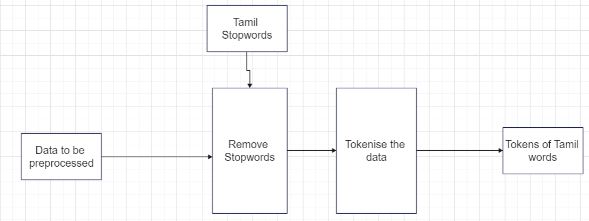 Tamil
Stopwords
Data to be
preprocessed
Remove
Stopwords
Tokenise the
data
Tokens of Tamil
words